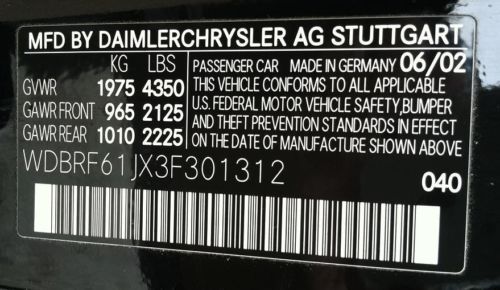 MFD BY DAIMLERCHRYSLER AG STUTTGART
KG LBS
GVWR 1975 4350
GAWR FRONT 965 2125
GAWR REAR 1010 2225
PASSENGER CAR MADE IN GERMANY 06/02
THIS VEHICLE CONFORMS TO ALL APPLICABLE
U.S. FEDERAL MOTOR VEHICLE SAFETY, BUMPER
AND THEFT PREVENTION STANDARDS IN EFFECT
ON THE DATE OF MANUFACTURE SHOWN ABOVE.
WDBRF61JX3F301312
040